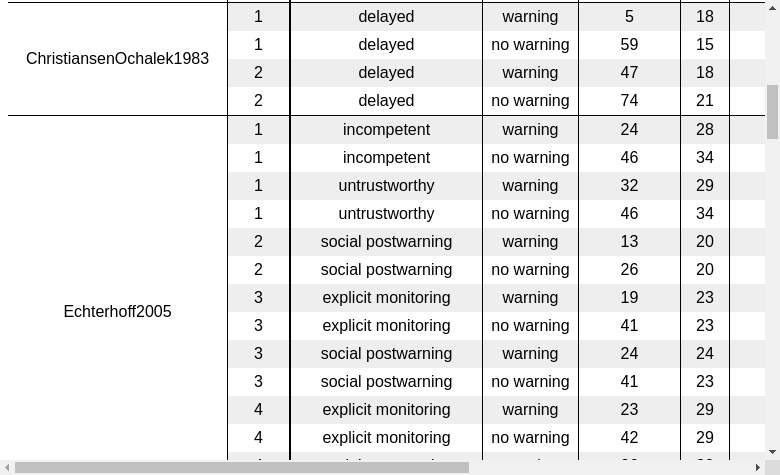 1 delayed warning 5 18
ChristiansenOchalek1983
1 delayed no warning 59 15
2 delayed warning 47 18
2 delayed no warning 74 21
1 incompetent warning 24 28
1 incompetent no warning 46 34
1 untrustworthy warning 32 29
1 untrustworthy no warning 46 34
2 social postwarning warning 13 20
2 social postwarning no warning 26 20
3 explicit monitoring warning 19 23
Echterhoff2005
3 explicit monitoring no warning 41 23
3 social postwarning warning 24 24
3 social postwarning no warning 41 23
4 explicit monitoring warning 23 29
4 explicit monitoring no warning 42 29